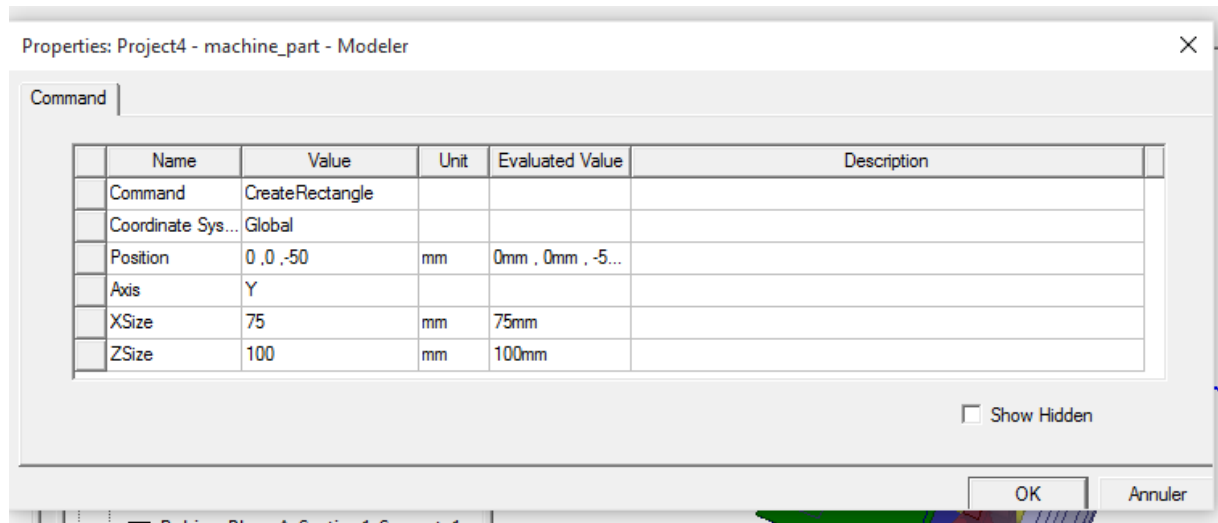 Properties: Project4 - machine_part - Modeler
Command
Name Value Unit Evaluated Value Description
Command CreateRectangle
Coordinate Sys... Global
Position 0 ,0 ,-50 mm 0mm , 0mm , -5...
Axis Y
XSize 75 mm 75mm
ZSize 100 mm 100mm
Show Hidden
OK Annuler